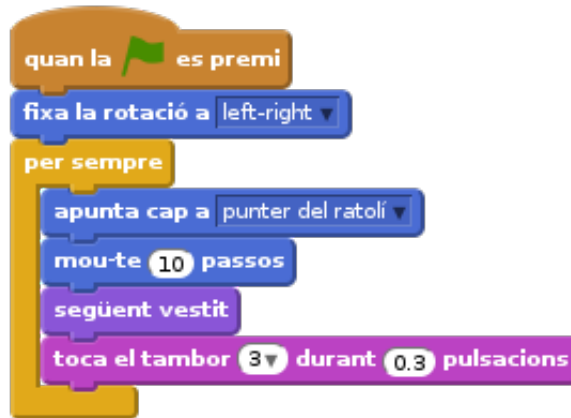 quan la es premi
fixa la rotació a left-right ▾
per sempre
apunta cap a punter del ratolí ▾
mou-te 10 passos
següent vestit
toca el tambor 3▾ durant 0.3 pulsacions